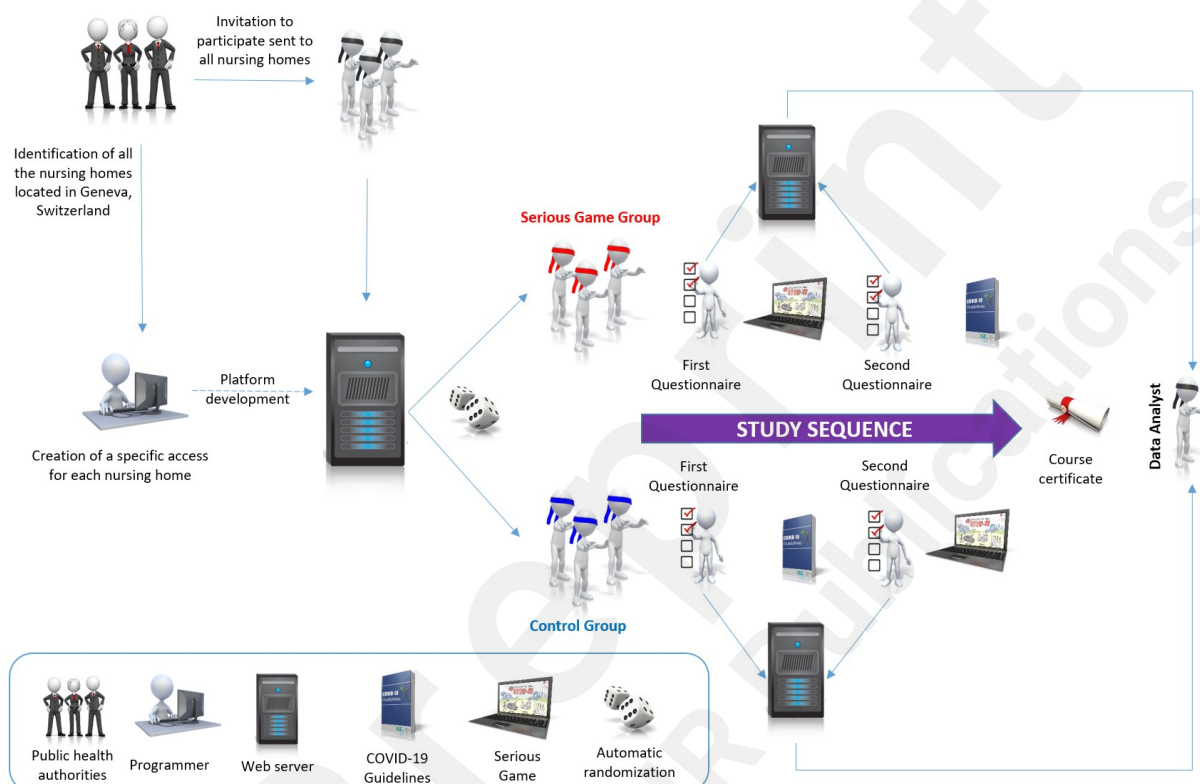 Invitation to
participate sent to
all nursing homes
Identification of all
the nursing homes
located in Geneva,
Switzerland
Serious Game Group
First
Questionnaire
Second
Questionnaire
Platform
development
Creation of a specific access
for each nursing home
STUDY SEQUENCE
Course
certificate
Data Analyst
First
Questionnaire
Second
Questionnaire
Control Group
Public health
authorities
Programmer
Web server
COVID-19
Guidelines
Serious
Game
Automatic
randomization